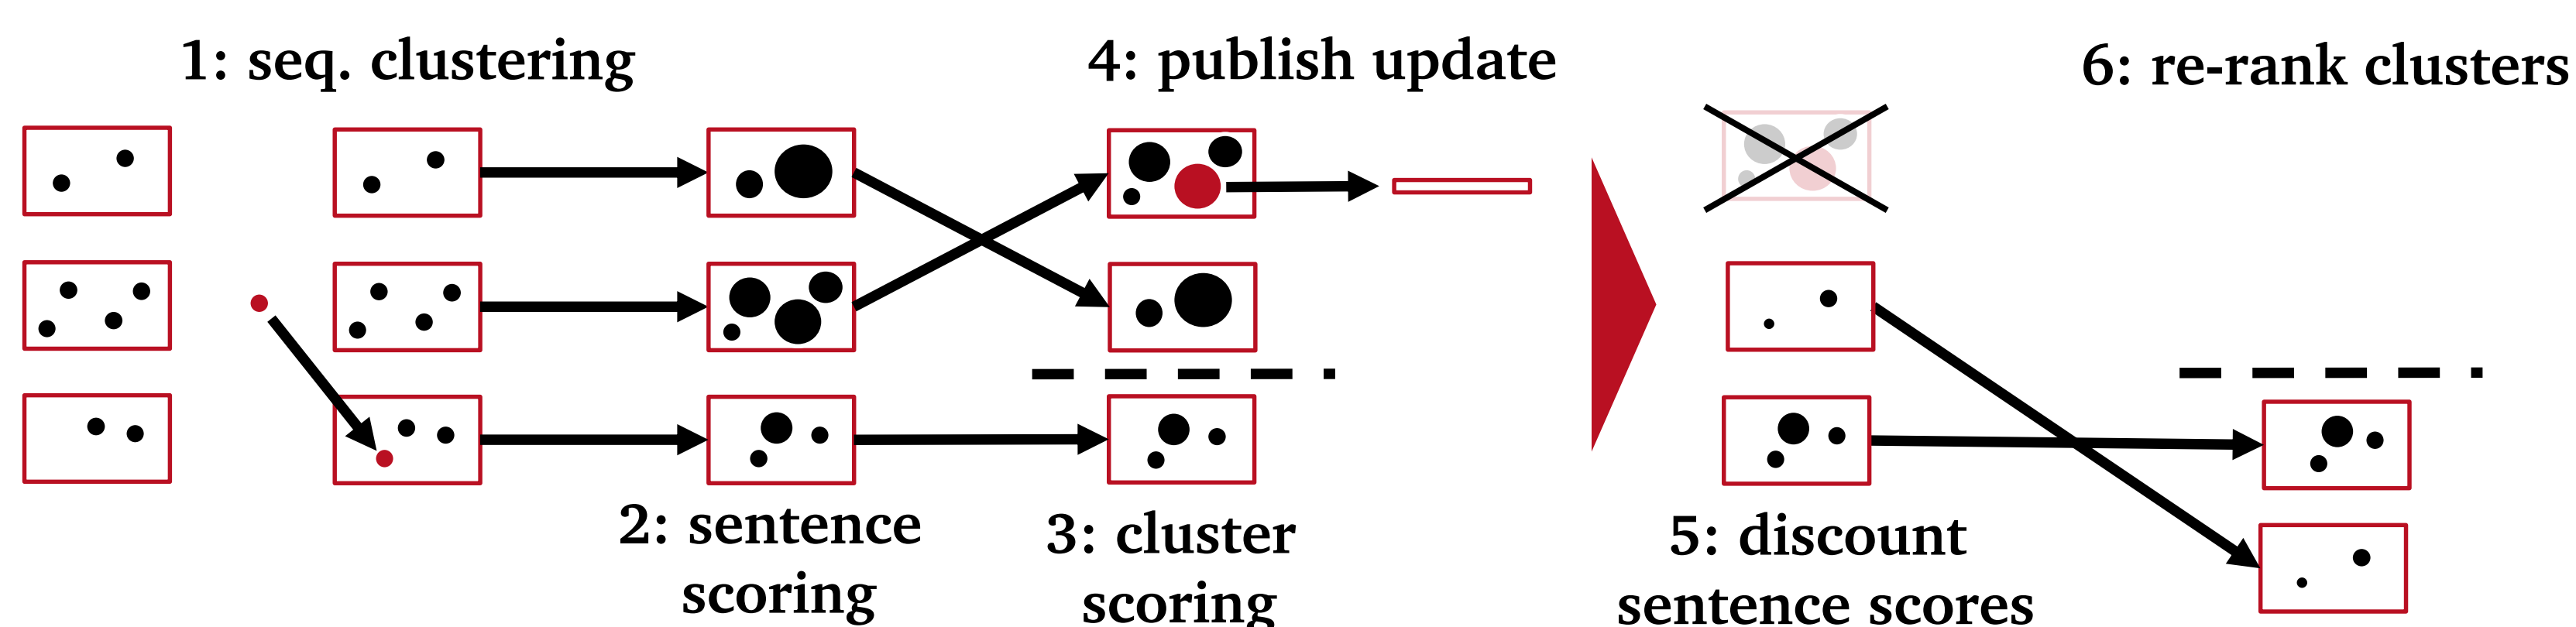 1: seq. clustering
2: sentence
scoring
3: cluster
scoring
4: publish update
5: discount
sentence scores
6: re-rank clusters